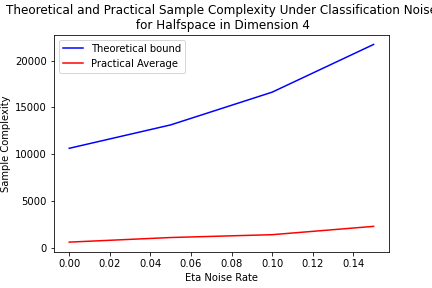 Theoretical and Practical Sample Complexity Under Classification Noise
for Halfspace in Dimension 4
Theoretical bound
Practical Average
Sample Complexity
20000
15000
10000
5000
0
0.00 0.02 0.04 0.06 0.08 0.10 0.12 0.14
Eta Noise Rate